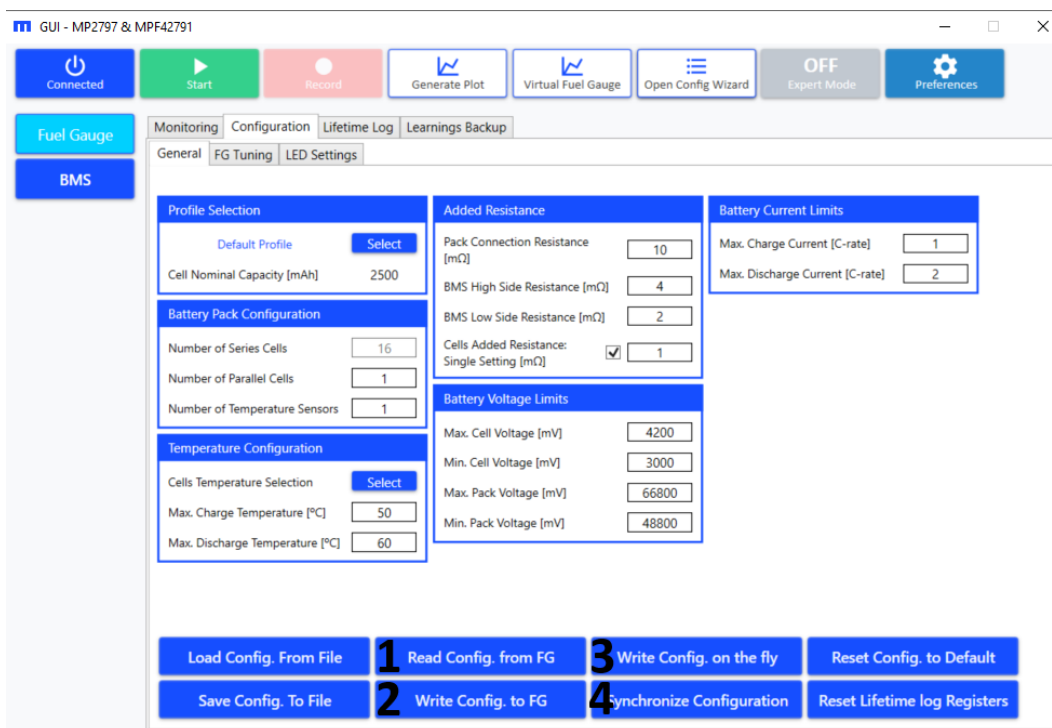 GUI - MP2797 & MPF42791
Connected
Start
Record
Generate Plot
Virtual Fuel Gauge
Open Config Wizard
OFF
Expert Mode
Preferences
Fuel Gauge
BMS
Monitoring Configuration Lifetime Log Learnings Backup
General FG Tuning LED Settings
Profile Selection
Default Profile Select
Cell Nominal Capacity [mAh] 2500
Battery Pack Configuration
Number of Series Cells 16
Number of Parallel Cells 1
Number of Temperature Sensors 1
Temperature Configuration
Cells Temperature Selection Select
Max. Charge Temperature [ºC] 50
Max. Discharge Temperature [ºC] 60
Added Resistance
Pack Connection Resistance
[mΩ] 10
BMS High Side Resistance [mΩ] 4
BMS Low Side Resistance [mΩ] 2
Cells Added Resistance:
Single Setting [mΩ] 1
Battery Voltage Limits
Max. Cell Voltage [mV] 4200
Min. Cell Voltage [mV] 3000
Max. Pack Voltage [mV] 66800
Min. Pack Voltage [mV] 48800
Battery Current Limits
Max. Charge Current [C-rate] 1
Max. Discharge Current [C-rate] 2
Load Config. From File 1 Read Config. from FG 3 Write Config. on the fly Reset Config. to Default
Save Config. To File 2 Write Config. to FG 4 Synchronize Configuration Reset Lifetime log Registers